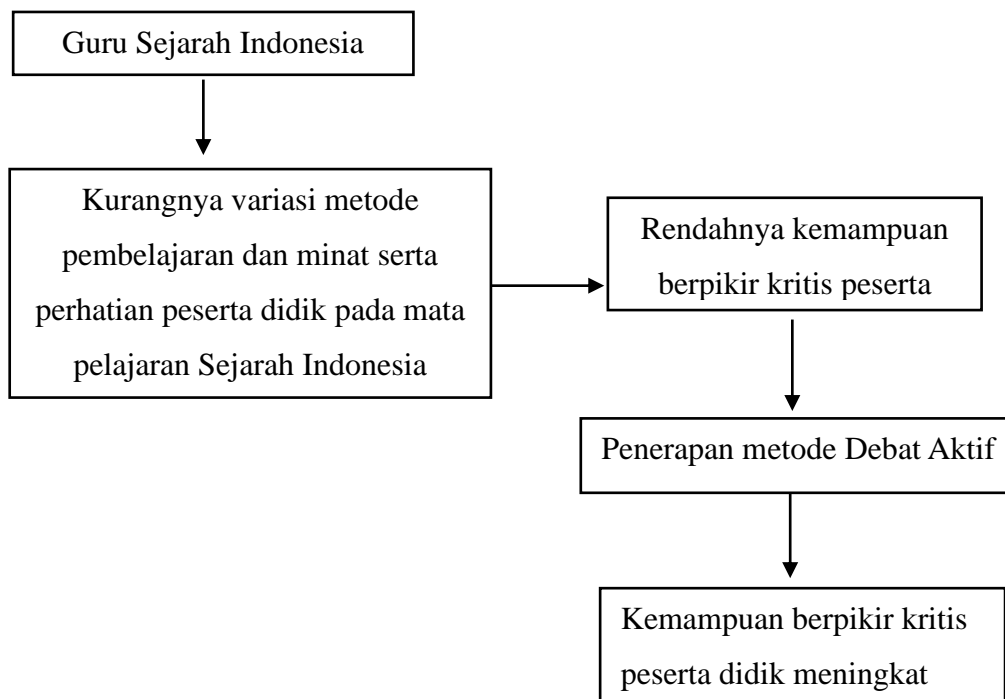 Guru Sejarah Indonesia
Kurangnya variasi metode
pembelajaran dan minat serta
perhatian peserta didik pada mata
pelajaran Sejarah Indonesia
Rendahnya kemampuan
berpikir kritis peserta
Penerapan metode Debat Aktif
Kemampuan berpikir kritis
peserta didik meningkat